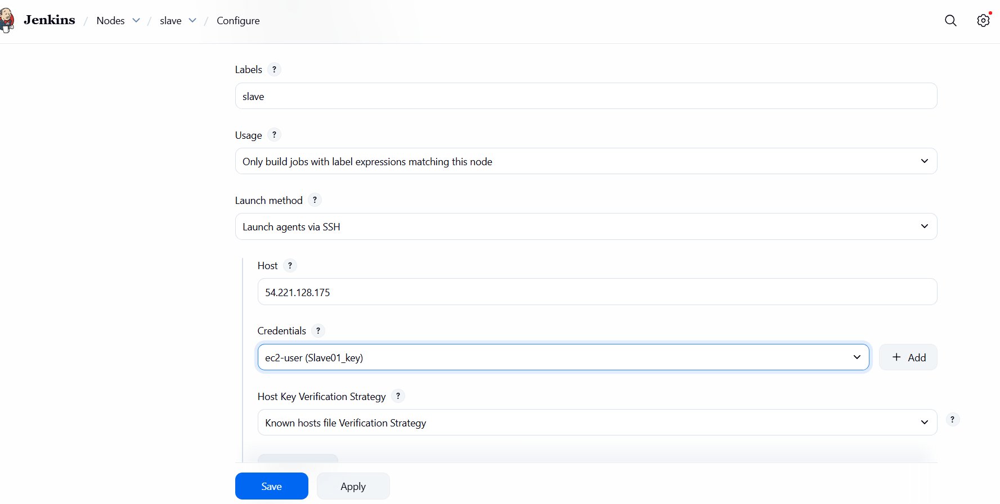 Jenkins / Nodes / slave / Configure
Labels ?
slave
Usage ?
Only build jobs with label expressions matching this node
Launch method ?
Launch agents via SSH
Host ?
54.221.128.175
Credentials ?
ec2-user (Slave01_key)
+ Add
Host Key Verification Strategy ?
Known hosts file Verification Strategy
?
Save Apply